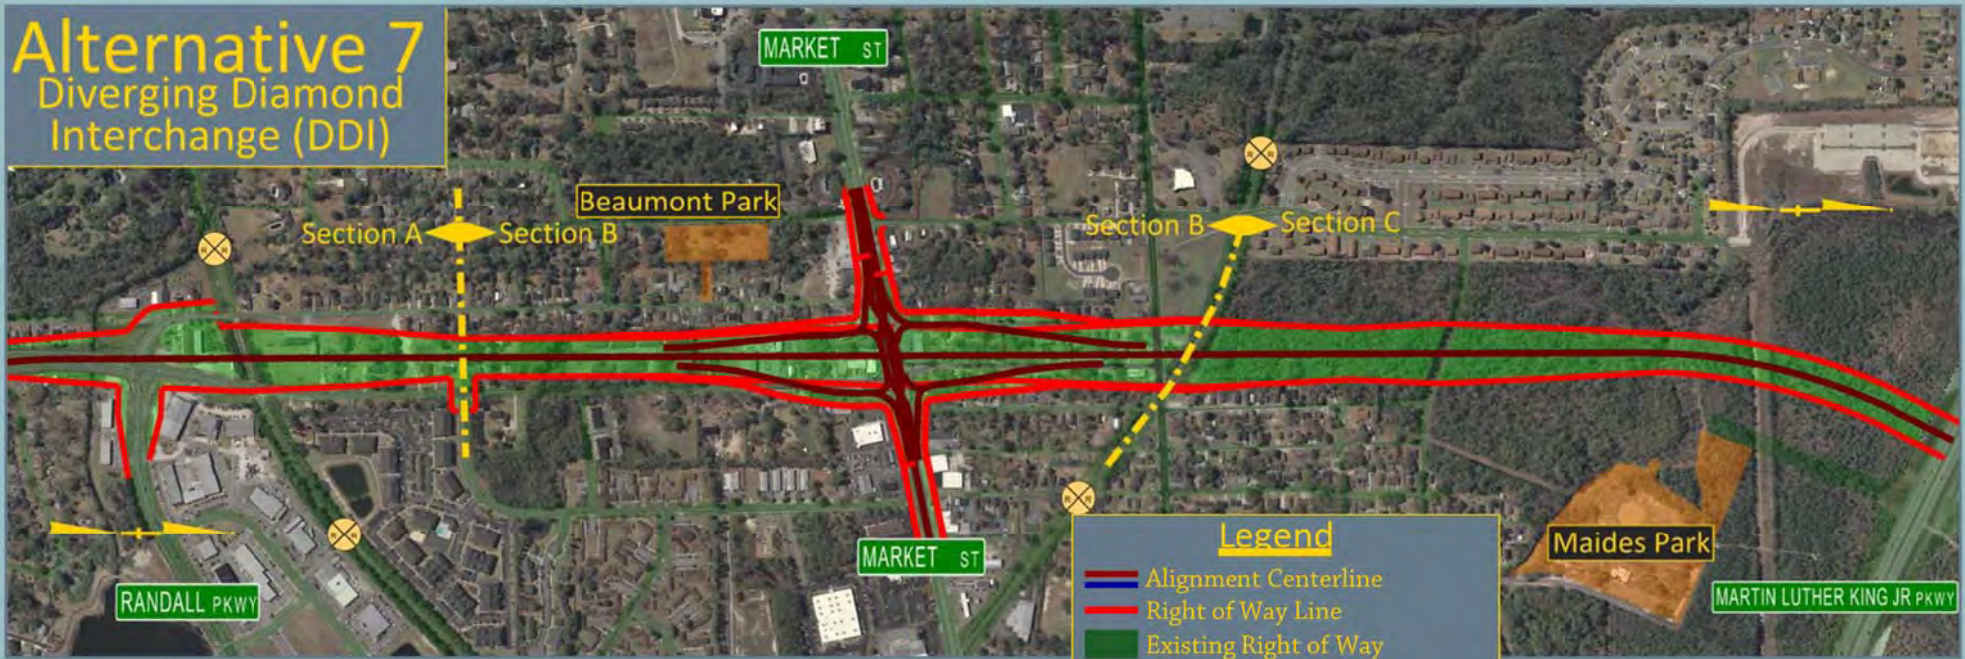 Alternative 7
Diverging Diamond
Interchange (DDI)
MARKET ST
Beaumont Park
Section A
Section B
Section B
Section C
R R
R R
R R
R R
MARKET ST
RANDALL PKWY
Maides Park
MARTIN LUTHER KING JR PKWY
Legend
Alignment Centerline
Right of Way Line
Existing Right of Way